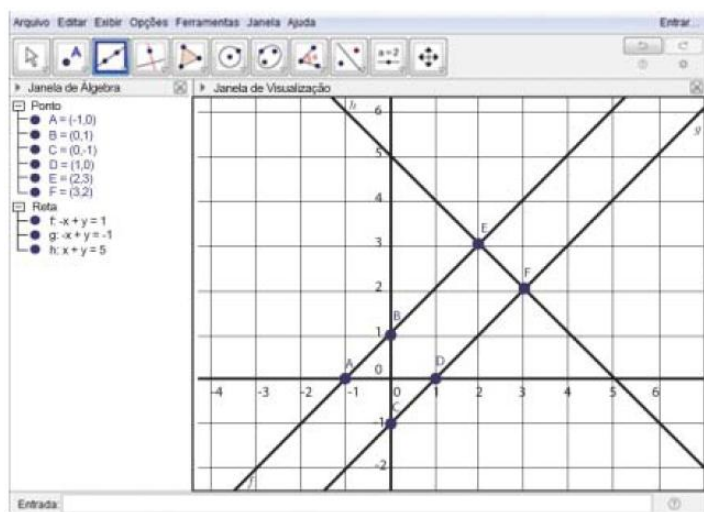 Arquivo Editar Exibir Opções Ferramentas Janela Ajuda Entrar...
A a=2
Janela de Álgebra
Janela de Visualização
Ponto
A = (-1,0)
B = (0,1)
C = (0,-1)
D = (1,0)
E = (2,3)
F = (3,2)
Reta
f: -x + y = 1
g: -x + y = -1
h: x + y = 5
h
6
g
5
4
3
E
2
F
B
1
A
0
D
-4 -3 -2 -1 0 1 2 3 4 5 6
C
-1
-2
f
Entrada: